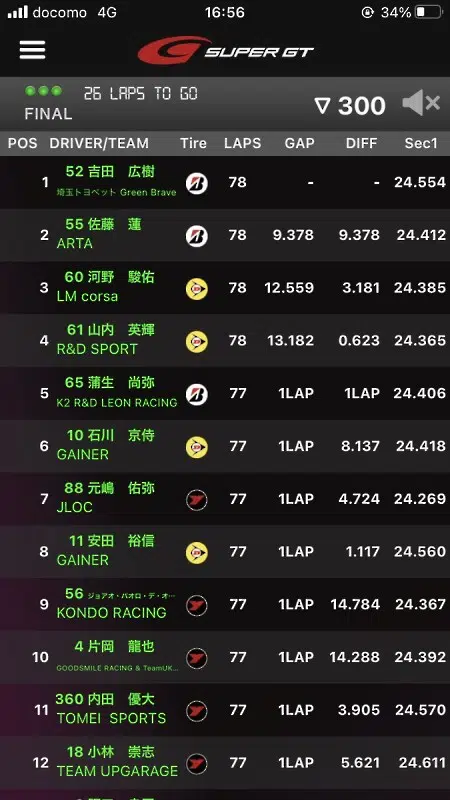 docomo 4G 16:56 34%
SUPER GT
26 LAPS TO GO
FINAL ▽ 300
POS DRIVER/TEAM Tire LAPS GAP DIFF Sec1
1 52 吉田 広樹 78 - - 24.554
埼玉トヨペット Green Brave
2 55 佐藤 蓮 78 9.378 9.378 24.412
ARTA
3 60 河野 駿佑 78 12.559 3.181 24.385
LM corsa
4 61 山内 英輝 78 13.182 0.623 24.365
R&D SPORT
5 65 蒲生 尚弥 77 1LAP 1LAP 24.406
K2 R&D LEON RACING
6 10 石川 京侍 77 1LAP 8.137 24.418
GAINER
7 88 元嶋 佑弥 77 1LAP 4.724 24.269
JLOC
8 11 安田 裕信 77 1LAP 1.117 24.560
GAINER
9 56 ジョアオ・パオロ・デ・オ… 77 1LAP 14.784 24.367
KONDO RACING
10 4 片岡 龍也 77 1LAP 14.288 24.392
GOODSMILE RACING & TeamUK...
11 360 内田 優大 77 1LAP 3.905 24.570
TOMEI SPORTS
12 18 小林 崇志 77 1LAP 5.621 24.611
TEAM UPGARAGE